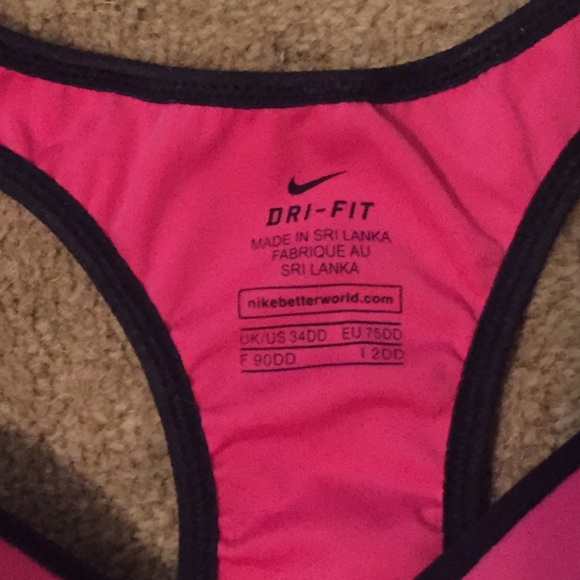 DRI-FIT
MADE IN SRI LANKA
FABRIQUE AU
SRI LANKA
nikebetterworld.com
UK/US 34DD EU 75DD
F 90DD I 2DD